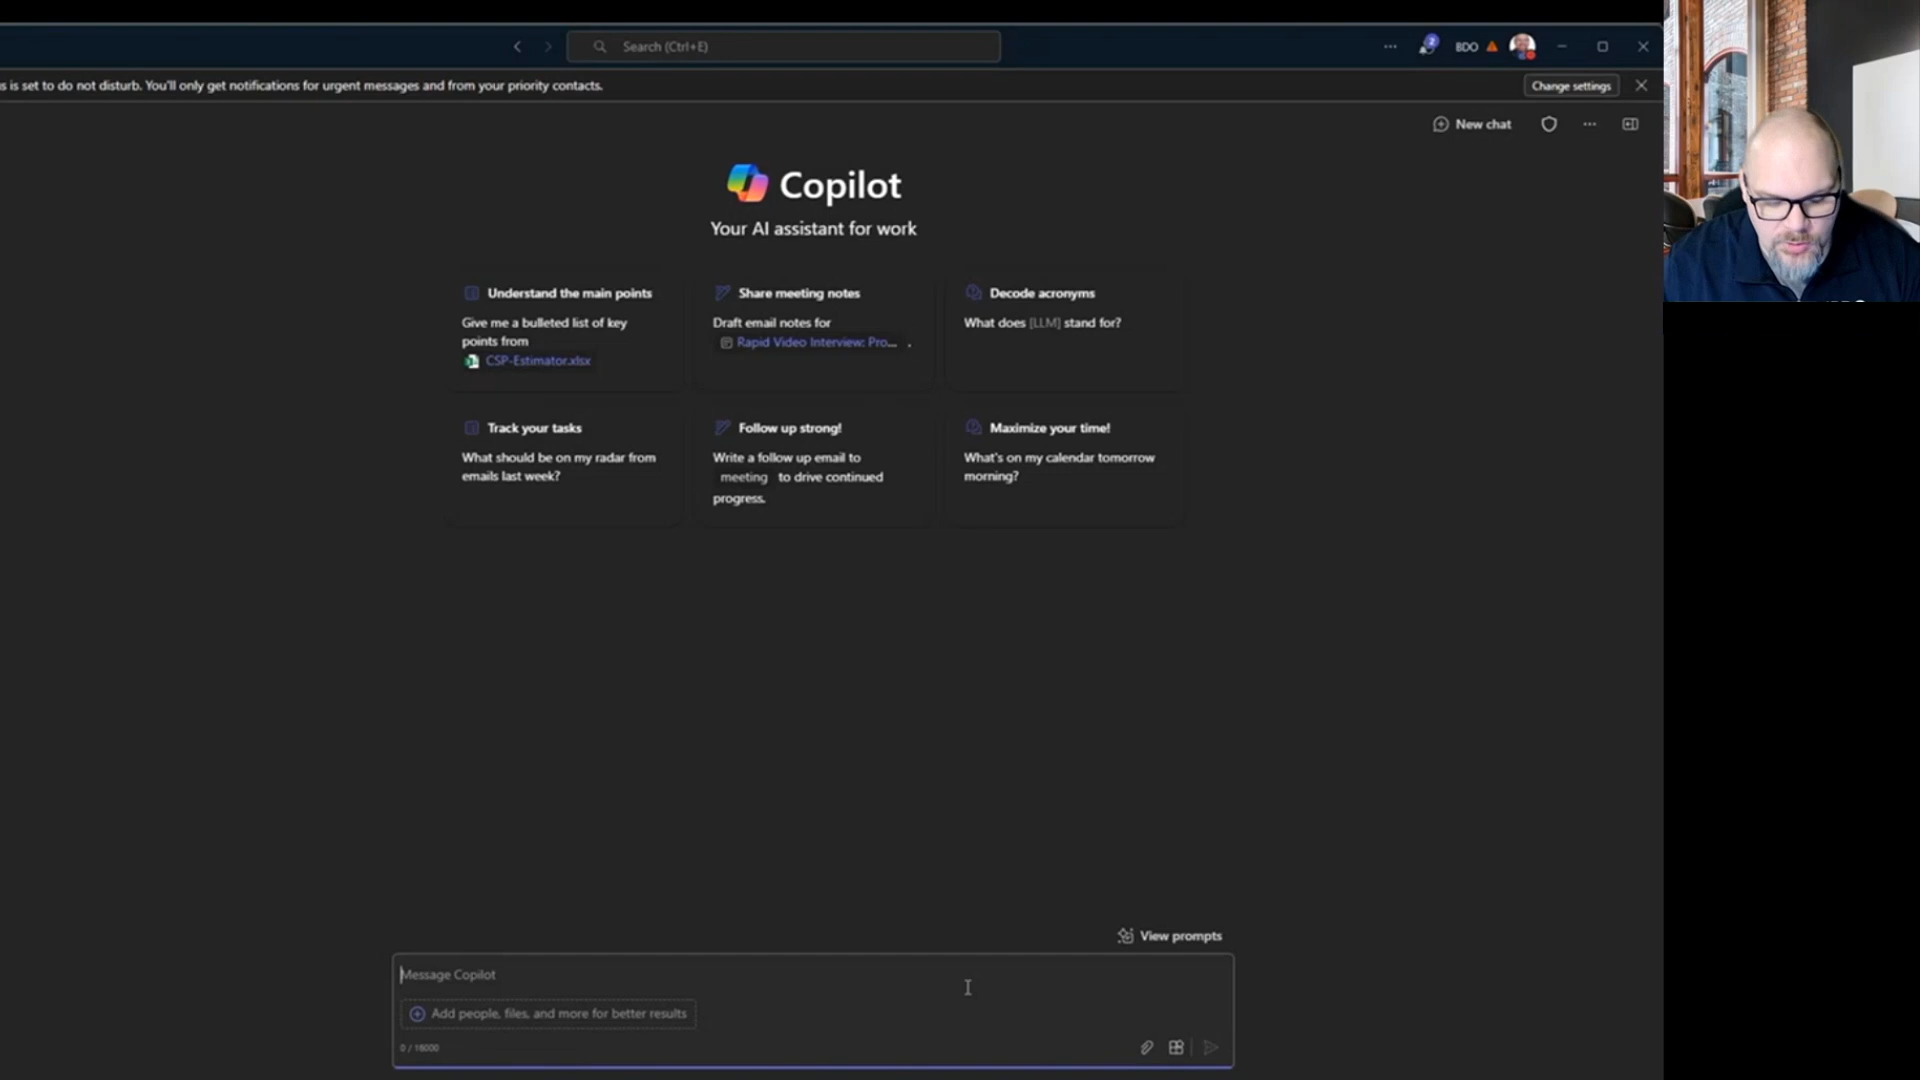 Search (Ctrl+E)
2
BDO
s is set to do not disturb. You'll only get notifications for urgent messages and from your priority contacts.
Change settings
New chat
Copilot
Your AI assistant for work
Understand the main points
Give me a bulleted list of key
points from
CSP-Estimator.xlsx
Share meeting notes
Draft email notes for
Rapid Video Interview: Pro... .
Decode acronyms
What does [LLM] stand for?
Track your tasks
What should be on my radar from
emails last week?
Follow up strong!
Write a follow up email to
meeting to drive continued
progress.
Maximize your time!
What's on my calendar tomorrow
morning?
View prompts
Message Copilot
Add people, files, and more for better results
0 / 16000